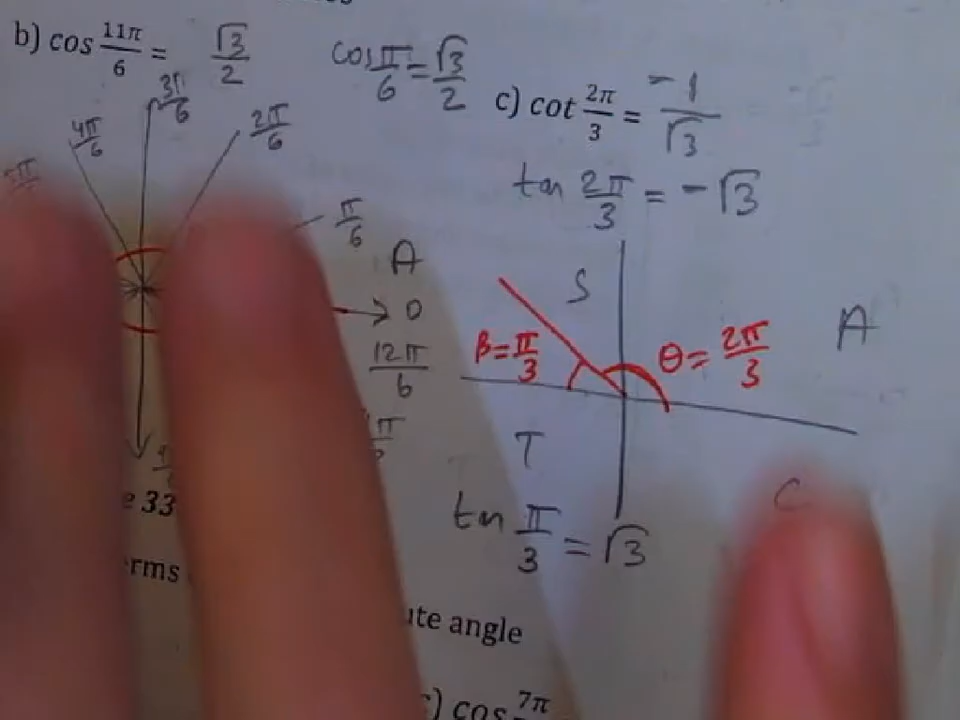 b) cos 11π/6 = √3/2
cos π/6 = √3/2
c) cot 2π/3 = -1/√3
3π/6
4π/6
2π/6
π/6
tan 2π/3 = -√3
A
0
12π/6
S
A
β = π/3
θ = 2π/3
T
C
tan π/3 = √3
33
rms
ute angle
c) cos 7π